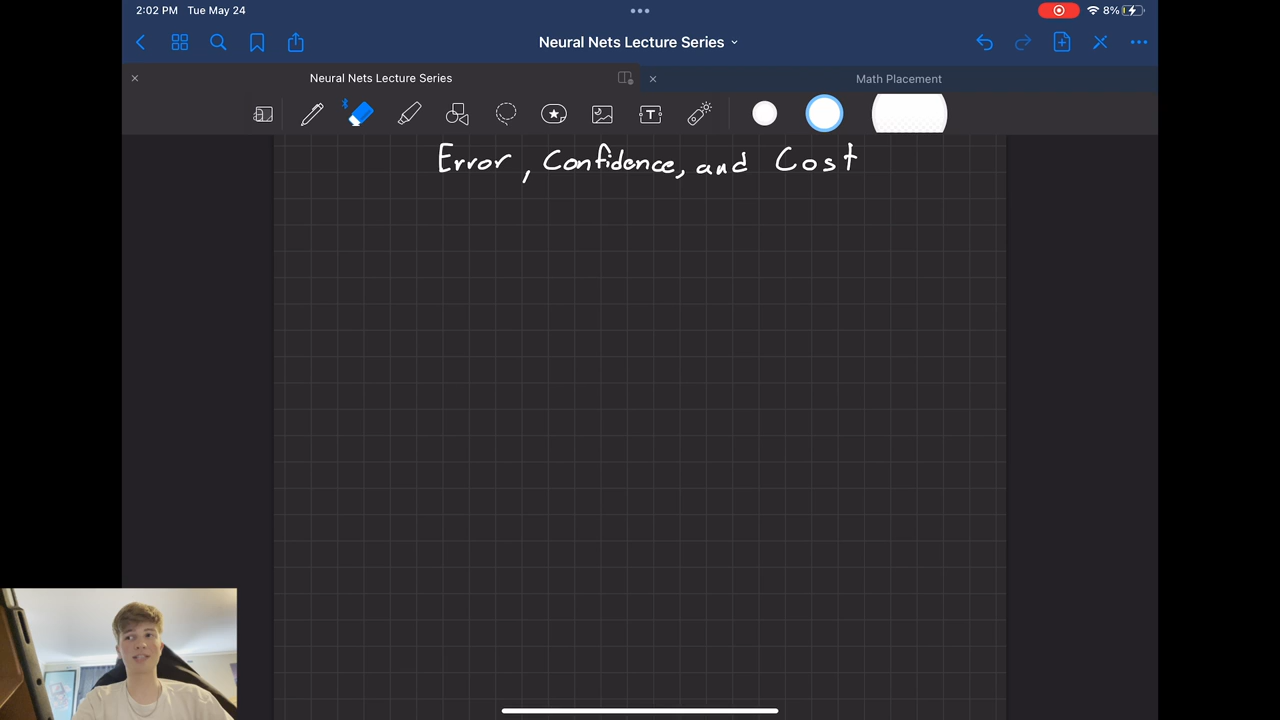 2:02 PM Tue May 24
8%
Neural Nets Lecture Series
Neural Nets Lecture Series
Math Placement
T
Error, Confidence, and Cost